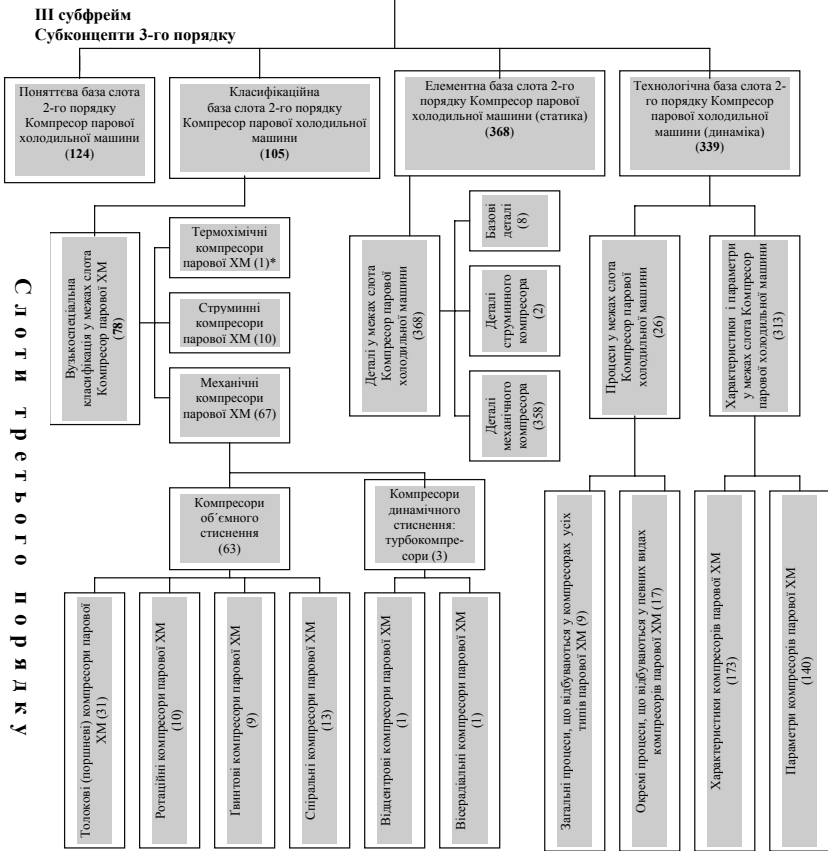 III субфрейм
Субконцепти 3-го порядку
Поняттєва база слота
2-го порядку
Компресор парової
холодильної машини
(124)
Класифікаційна
база слота 2-го порядку
Компресор парової холодильної
машини
(105)
Елементна база слота 2-го
порядку Компресор парової
холодильної машини (статика)
(368)
Технологічна база слота 2-
го порядку Компресор
парової холодильної
машини (динаміка)
(339)
Слоти третього порядку
Вузькоспеціальна
класифікація у межах слота
Компресор парової ХМ
(78)
Термохімічні
компресори
парової ХМ (1)*
Струминні
компресори
парової ХМ (10)
Механічні
компресори
парової ХМ (67)
Деталі у межах слота
Компресор парової
холодильної машини
(368)
Базові
деталі
(8)
Деталі
струминного
компресора
(2)
Деталі
механічного
компресора
(358)
Процеси у межах слота
Компресор парової
холодильної машини
(26)
Характеристики і параметри
у межах слота Компресор
парової холодильної машини
(313)
Компресори
об´ємного
стиснення
(63)
Компресори
динамічного
стиснення:
турбокомпре-
сори (3)
Толокові (поршневі) компресори парової
ХМ (31)
Ротаційні компресори парової ХМ
(10)
Ґвинтові компресори парової ХМ
(9)
Спіральні компресори парової ХМ
(13)
Відцентрові компресори парової ХМ
(1)
Вісерадіальні компресори парової ХМ
(1)
Загальні процеси, що відбуваються у компресорах усіх
типів парової ХМ (9)
Окремі процеси, що відбуваються у певних видах
компресорів парової ХМ (17)
Характеристики компресорів парової ХМ
(173)
Параметри компресорів парової ХМ
(140)